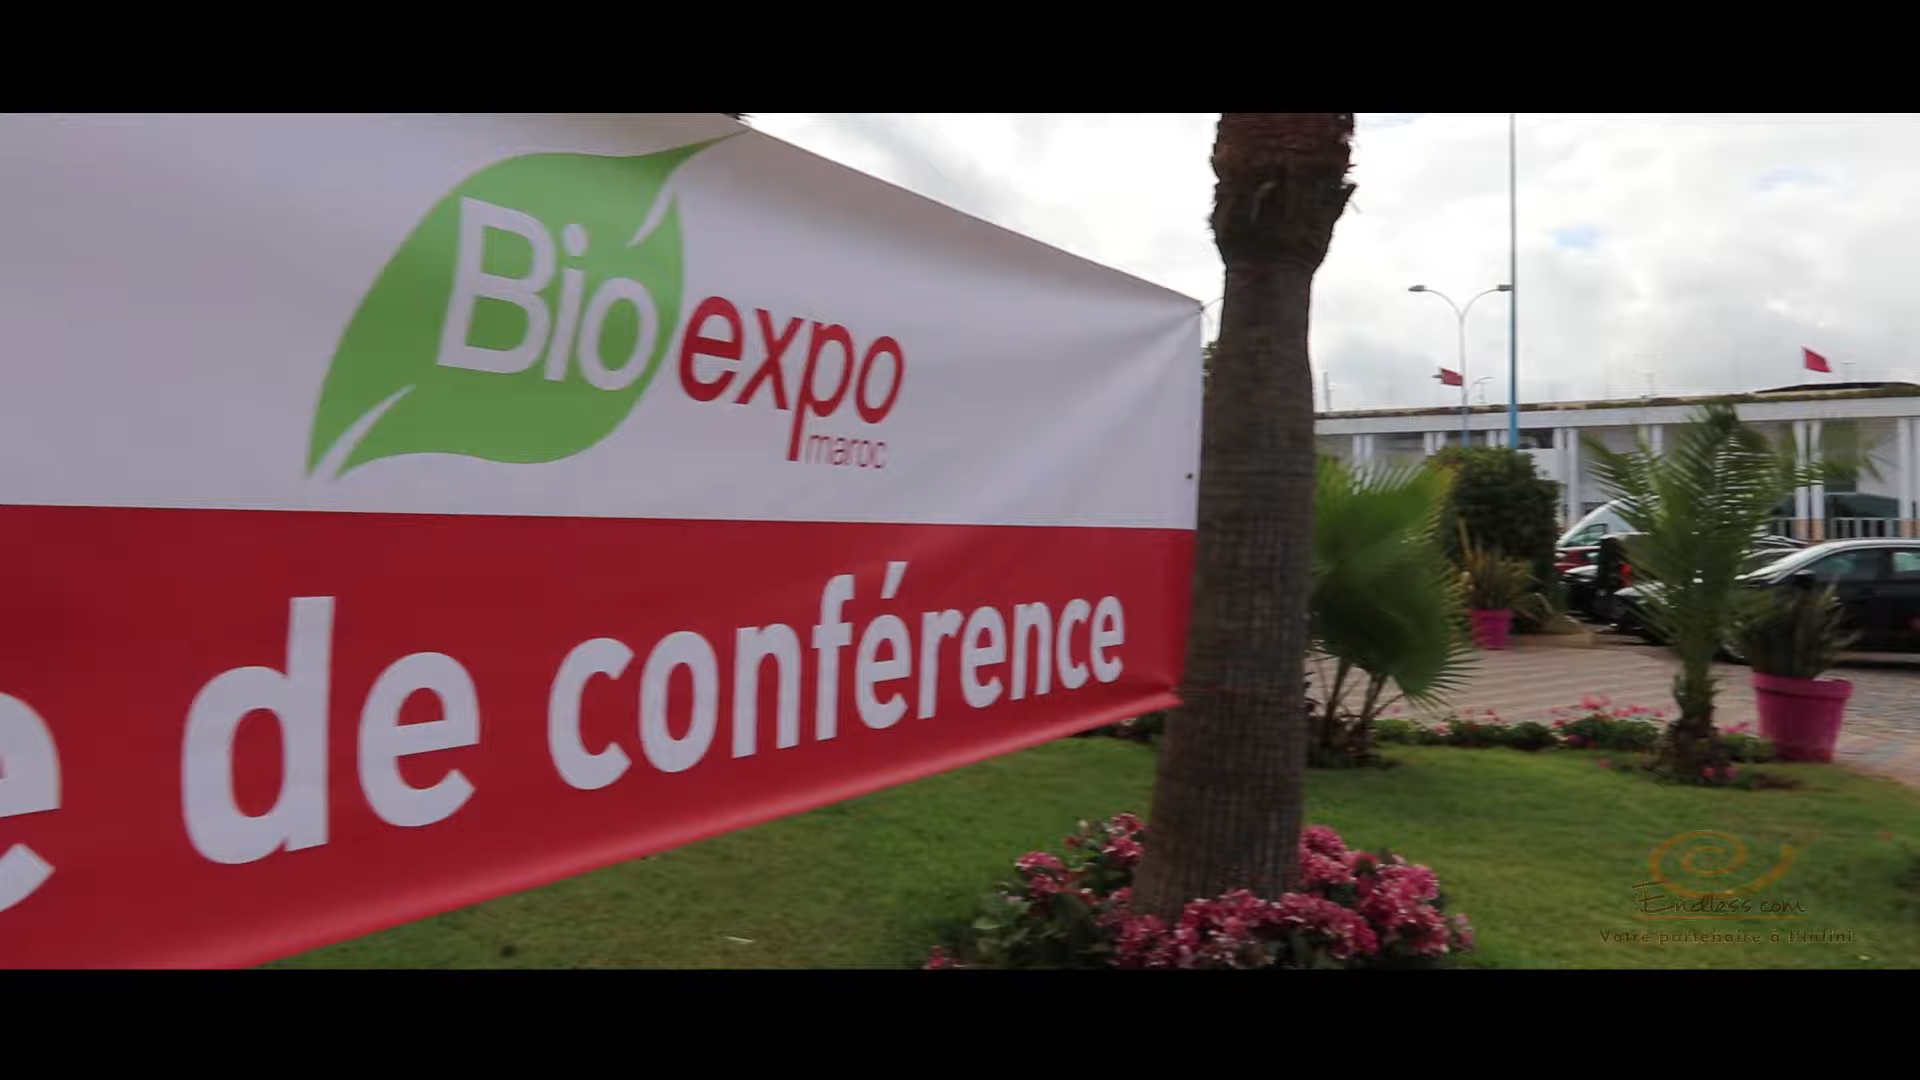 Bio expo
maroc
e de conférence
Endless com
Votre partenaire à l'infini